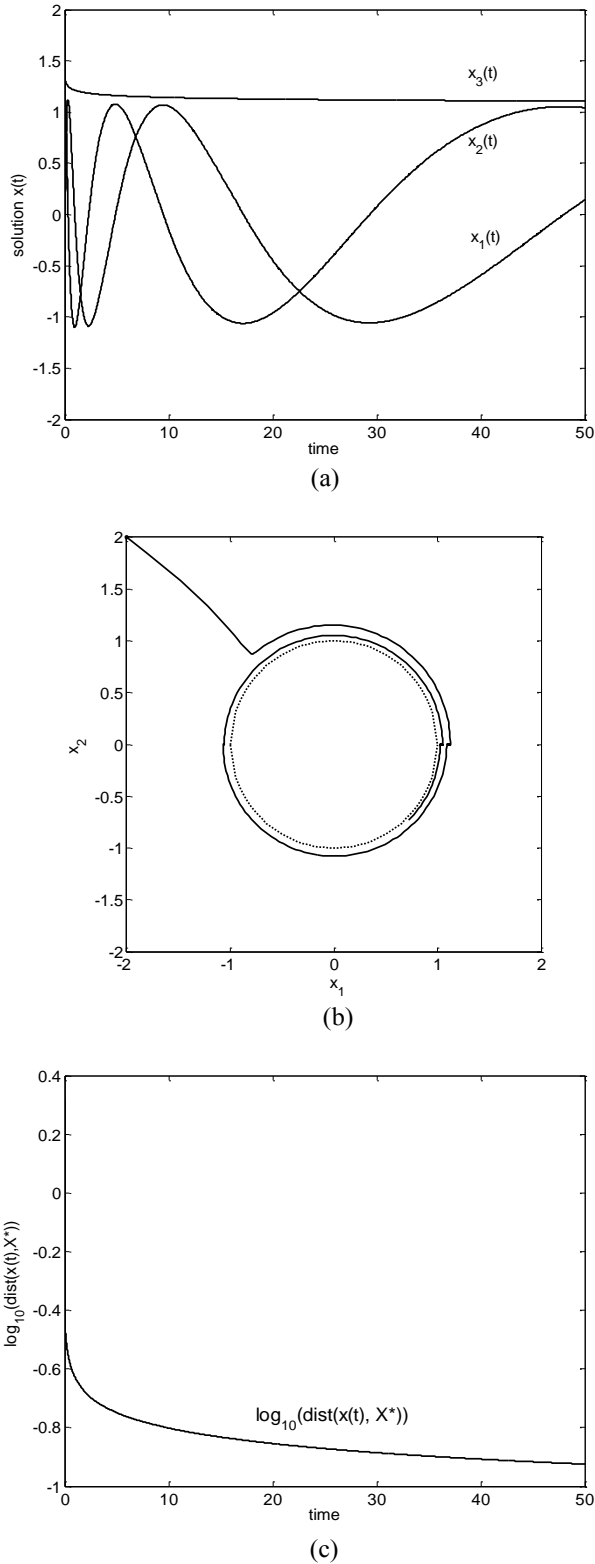 2
1.5
1
0.5
0
-0.5
-1
-1.5
-2
solution x(t)
x3(t)
x2(t)
x1(t)
0 10 20 30 40 50
time
(a)
2
1.5
1
0.5
0
-0.5
-1
-1.5
-2
x2
-2 -1 0 1 2
x1
(b)
0.4
0.2
0
-0.2
-0.4
-0.6
-0.8
-1
log10(dist(x(t),X*))
log10(dist(x(t), X*))
0 10 20 30 40 50
time
(c)